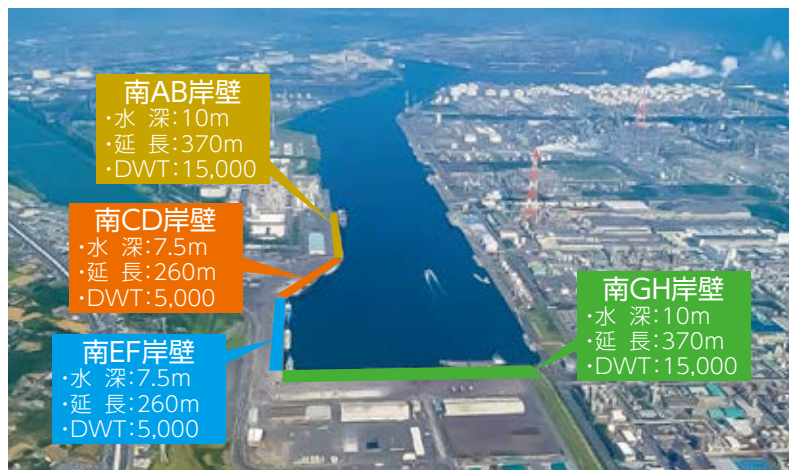 南AB岸壁
・水 深：10m
・延 長：370m
・DWT：15,000
南CD岸壁
・水 深：7.5m
・延 長：260m
・DWT：5,000
南EF岸壁
・水 深：7.5m
・延 長：260m
・DWT：5,000
南GH岸壁
・水 深：10m
・延 長：370m
・DWT：15,000